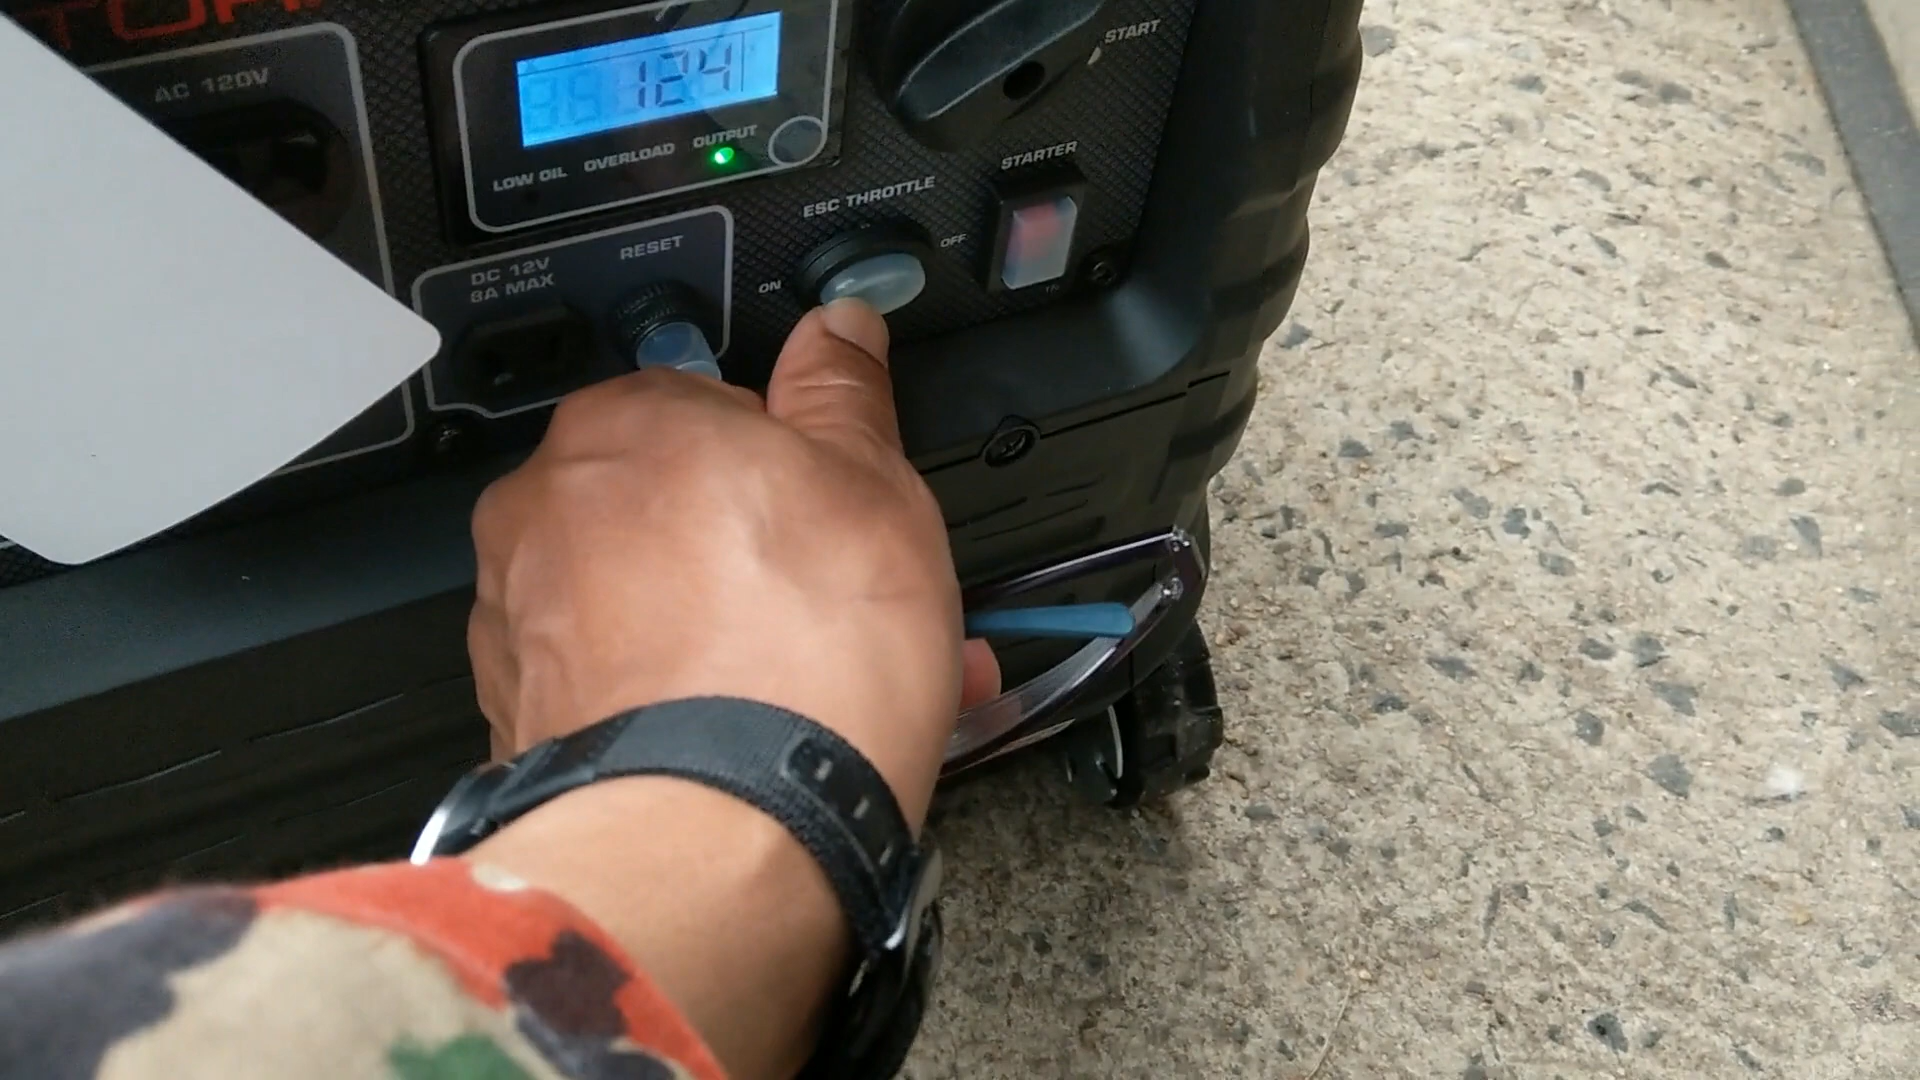 AC 120V
124
LOW OIL OVERLOAD OUTPUT
START
STARTER
ESC THROTTLE
OFF
ON
DC 12V
8A MAX
RESET